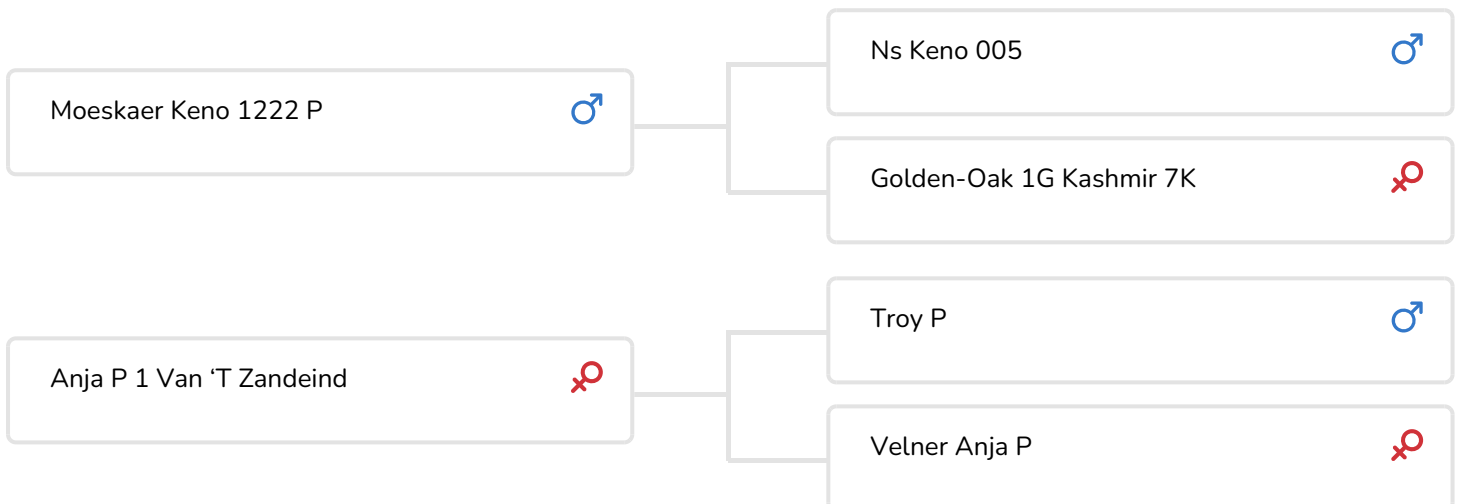 Ns Keno 005
Moeskaer Keno 1222 P
Golden-Oak 1G Kashmir 7K
Troy P
Anja P 1 Van ‘T Zandeind
Velner Anja P